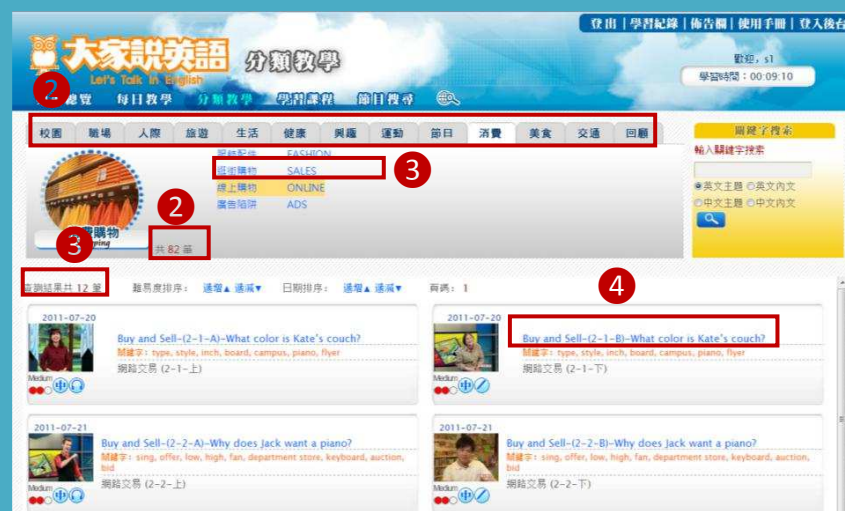 登出 | 學習紀錄 | 佈告欄 | 使用手冊 | 登入後台
大家說英語
Let's Talk in English
分類教學
歡迎, s1
學習時間：00:09:10
2
總覽 每日教學 分類教學 學習課程 節目搜尋
校園 職場 人際 旅遊 生活 健康 興趣 運動 節日 消費 美食 交通 回顧
服飾配件 FASHION
逛街購物 SALES
3
線上購物 ONLINE
廣告陷阱 ADS
關鍵字搜索
輸入關鍵字搜索
英文主題 英文內文
中文主題 中文內文
2
費購物
共 82 筆
3
查詢結果共 12 筆 難易度排序： 遞增▲ 遞減▼ 日期排序： 遞增▲ 遞減▼ 頁碼： 1
4
2011-07-20
Buy and Sell-(2-1-A)-What color is Kate's couch?
關鍵字: type, style, inch, board, campus, piano, flyer
網路交易 (2-1-上)
Medium
中
2011-07-20
Buy and Sell-(2-1-B)-What color is Kate's couch?
關鍵字: type, style, inch, board, campus, piano, flyer
網路交易 (2-1-下)
Medium
中
2011-07-21
Buy and Sell-(2-2-A)-Why does Jack want a piano?
關鍵字: sing, offer, low, high, fan, department store, keyboard, auction,
bid
網路交易 (2-2-上)
Medium
中
2011-07-21
Buy and Sell-(2-2-B)-Why does Jack want a piano?
關鍵字: sing, offer, low, high, fan, department store, keyboard, auction,
bid
網路交易 (2-2-下)
Medium
中